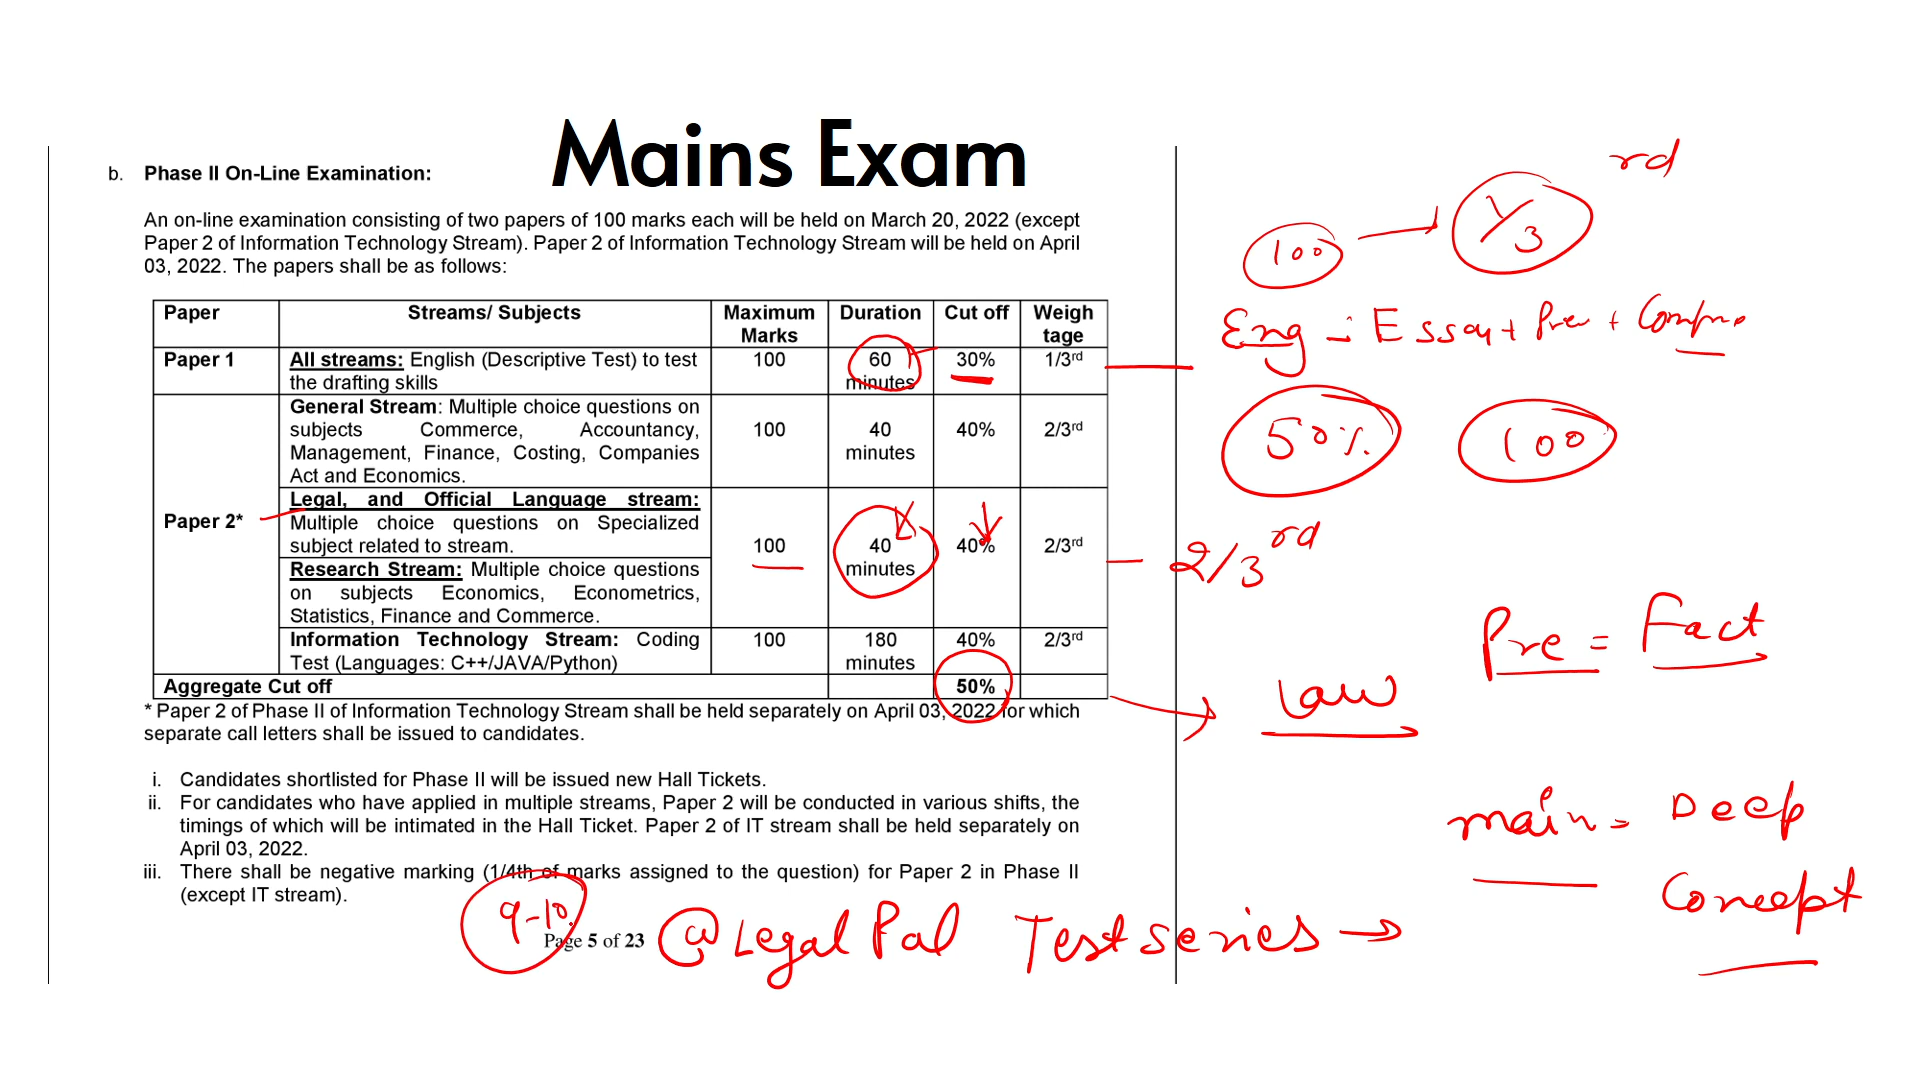 Mains Exam
b. Phase II On-Line Examination:
An on-line examination consisting of two papers of 100 marks each will be held on March 20, 2022 (except
Paper 2 of Information Technology Stream). Paper 2 of Information Technology Stream will be held on April
03, 2022. The papers shall be as follows:
Paper Streams/ Subjects Maximum Marks Duration Cut off Weigh tage
Paper 1 All streams: English (Descriptive Test) to test 100 60 30% 1/3rd
the drafting skills minutes
General Stream: Multiple choice questions on
subjects Commerce, Accountancy, 100 40 40% 2/3rd
Management, Finance, Costing, Companies minutes
Act and Economics.
Legal, and Official Language stream:
Paper 2* Multiple choice questions on Specialized
subject related to stream. 100 40 40% 2/3rd
Research Stream: Multiple choice questions minutes
on subjects Economics, Econometrics,
Statistics, Finance and Commerce.
Information Technology Stream: Coding 100 180 40% 2/3rd
Test (Languages: C++/JAVA/Python) minutes
Aggregate Cut off 50%
* Paper 2 of Phase II of Information Technology Stream shall be held separately on April 03, 2022 for which
separate call letters shall be issued to candidates.
i. Candidates shortlisted for Phase II will be issued new Hall Tickets.
ii. For candidates who have applied in multiple streams, Paper 2 will be conducted in various shifts, the
timings of which will be intimated in the Hall Ticket. Paper 2 of IT stream shall be held separately on
April 03, 2022.
iii. There shall be negative marking (1/4th of marks assigned to the question) for Paper 2 in Phase II
(except IT stream).
Page 5 of 23
100 1/3 rd
Eng : Essay + Pre +
50% 100
2/3 rd
Pre = Fact
Law
main = Deep
Concept
9-10 @LegalPal Testseries